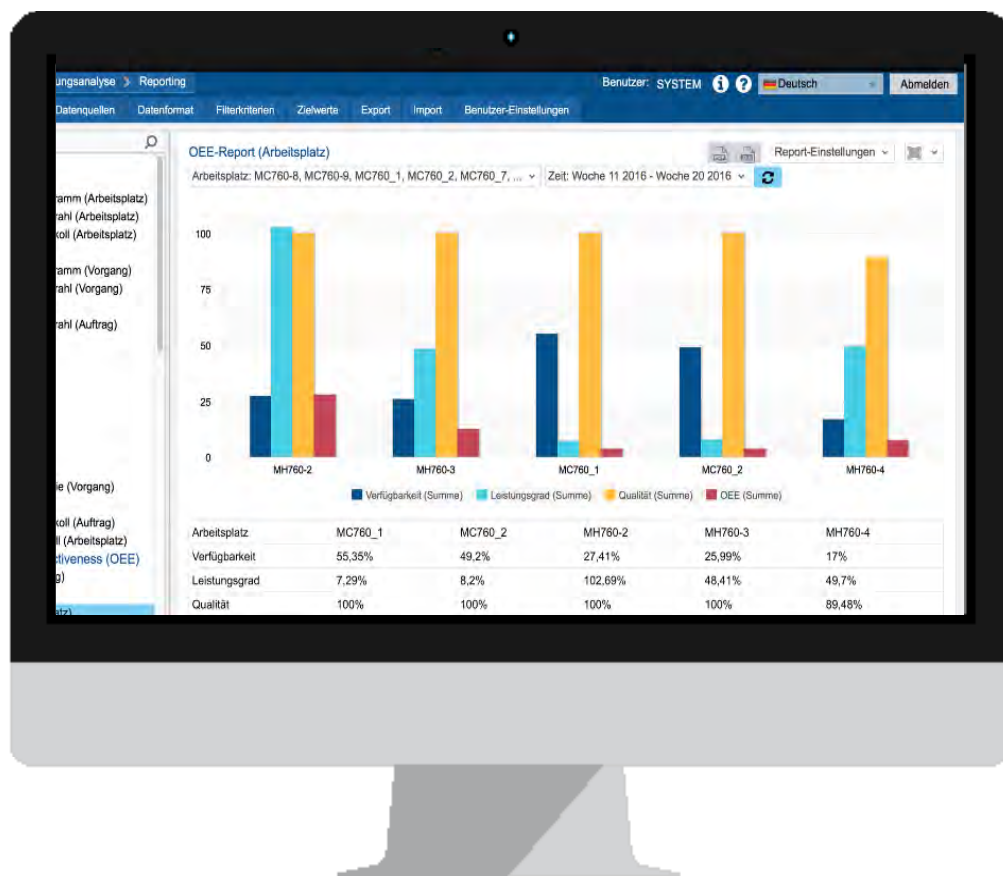 ungsanalyse > Reporting
Benutzer: SYSTEM i ? Deutsch Abmelden
Datenquellen Datenformat Filterkriterien Zielwerte Export Import Benutzer-Einstellungen
OEE-Report (Arbeitsplatz) Report-Einstellungen
Arbeitsplatz: MC760-8, MC760-9, MC760_1, MC760_2, MC760_7, ... Zeit: Woche 11 2016 - Woche 20 2016
ramm (Arbeitsplatz)
rahl (Arbeitsplatz)
koll (Arbeitsplatz)
ramm (Vorgang)
rahl (Vorgang)
rahl (Auftrag)
ie (Vorgang)
koll (Auftrag)
ll (Arbeitsplatz)
ctiveness (OEE)
g)
atz)
100
75
50
25
0
MH760-2 MH760-3 MC760_1 MC760_2 MH760-4
Verfügbarkeit (Summe) Leistungsgrad (Summe) Qualität (Summe) OEE (Summe)
Arbeitsplatz MC760_1 MC760_2 MH760-2 MH760-3 MH760-4
Verfügbarkeit 55,35% 49,2% 27,41% 25,99% 17%
Leistungsgrad 7,29% 8,2% 102,69% 48,41% 49,7%
Qualität 100% 100% 100% 100% 89,48%